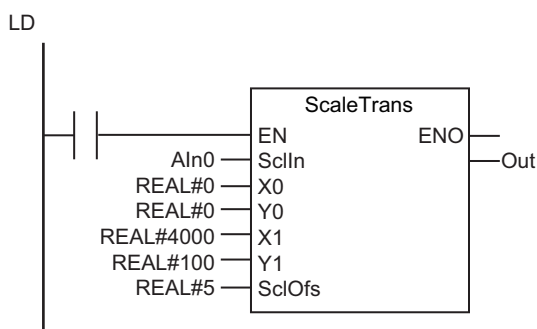 LD
ScaleTrans
EN ENO
AIn0 SclIn Out
REAL#0 X0
REAL#0 Y0
REAL#4000 X1
REAL#100 Y1
REAL#5 SclOfs